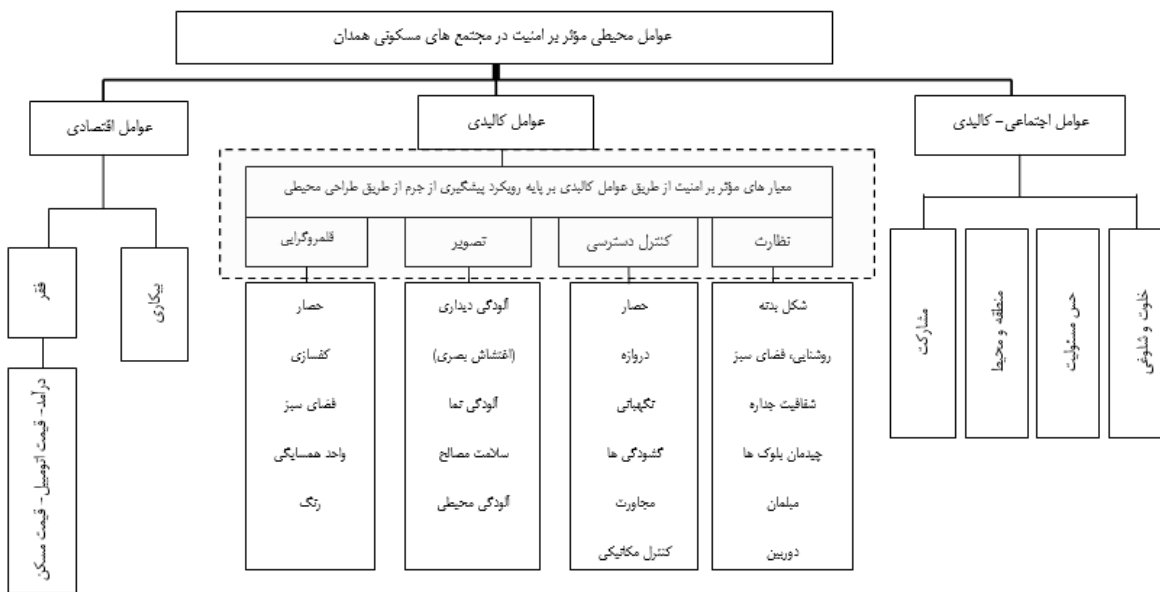 عوامل محیطی مؤثر بر امنیت در مجتمع های مسکونی همدان
عوامل اجتماعی- کالبدی
عوامل کالبدی
عوامل اقتصادی
معیار های مؤثر بر امنیت از طریق عوامل کالبدی بر پایه رویکرد پیشگیری از جرم از طریق طراحی محیطی
نظارت
کنترل دسترسی
تصویر
قلمروگرایی
خلوت و شلوغی
حس مسئولیت
منطقه و محیط
مشارکت
شکل بدنه
روشنایی، فضای سبز
شفافیت جداره
چیدمان بلوک ها
مبلمان
دوربین
حصار
دروازه
نگهبانی
گشودگی ها
مجاورت
کنترل مکانیکی
آلودگی دیداری
(اغتشاش بصری)
آلودگی نما
سلامت مصالح
آلودگی محیطی
حصار
کفسازی
فضای سبز
واحد همسایگی
رنگ
بیکاری
فقر
درآمد- قیمت اتومبیل- قیمت مسکن